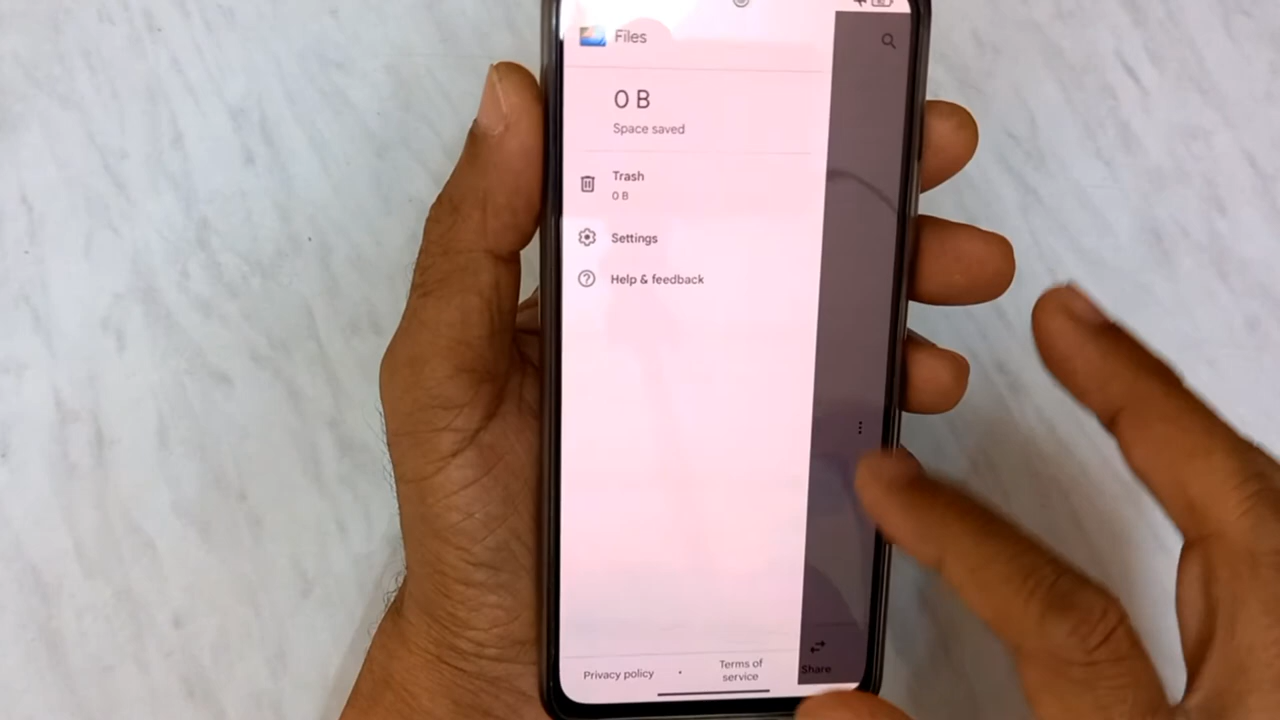 Files
0 B
Space saved
Trash
0 B
Settings
Help & feedback
Share
Privacy policy
·
Terms of
service